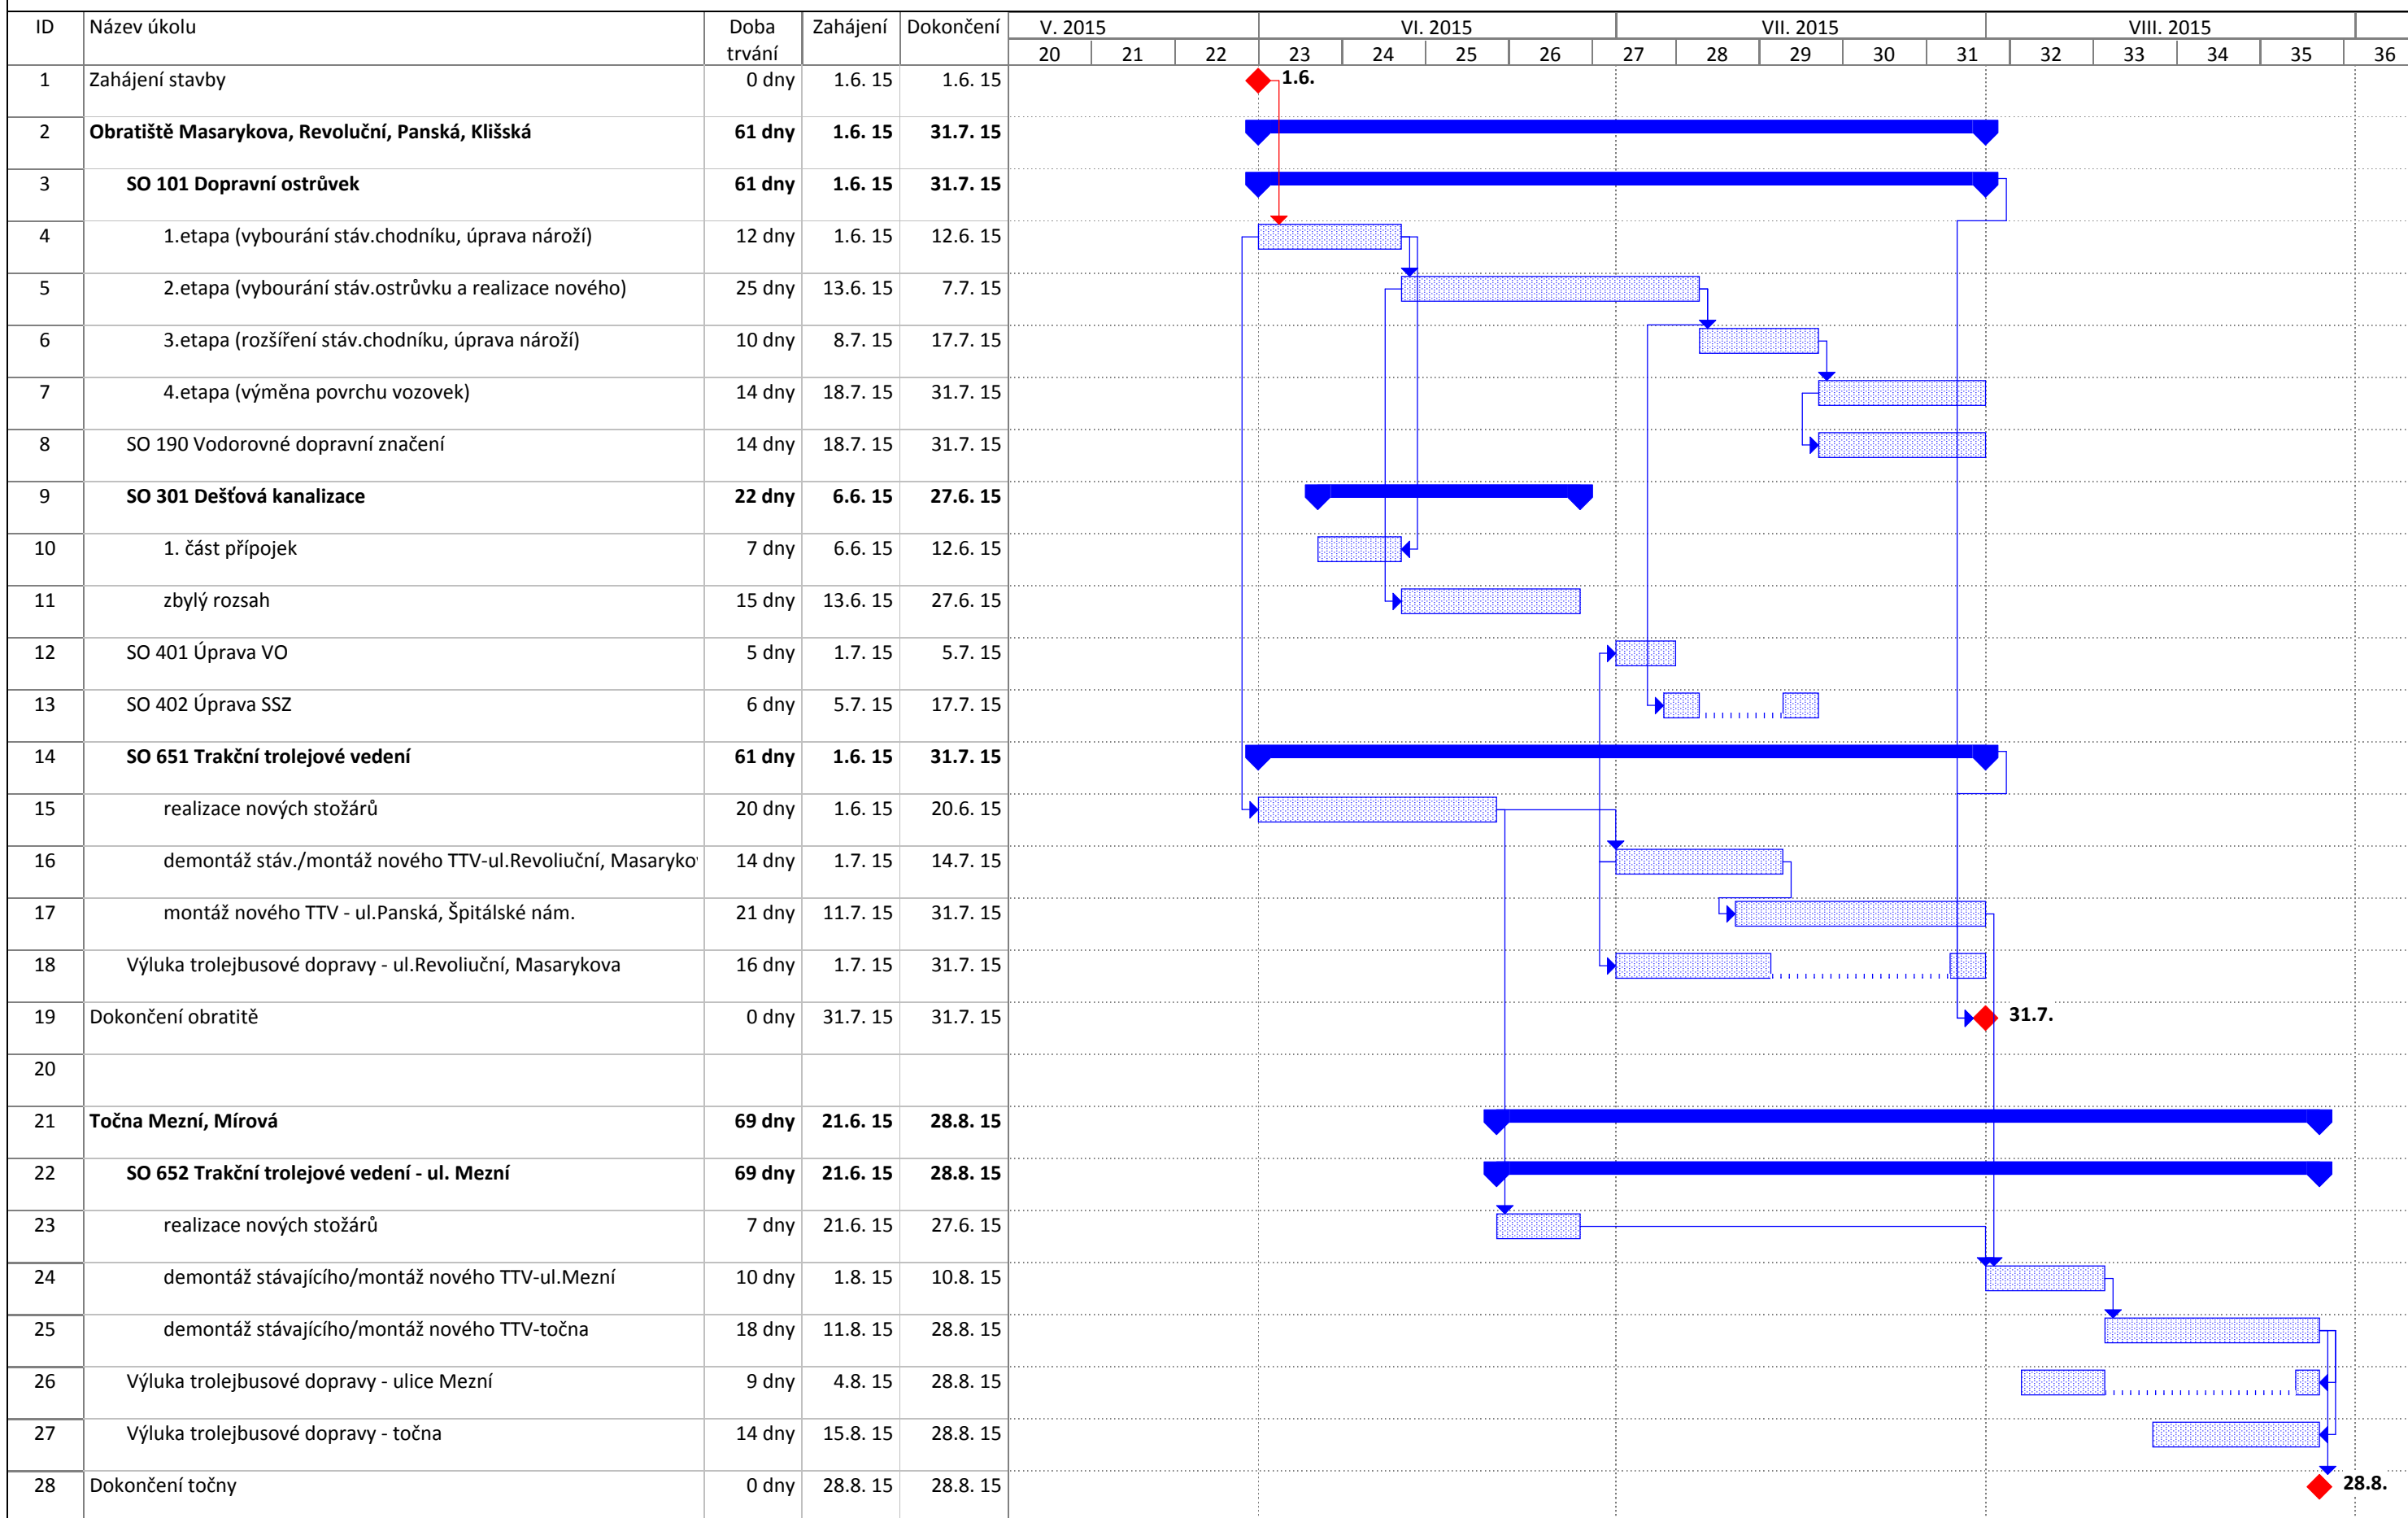 ID Název úkolu Doba trvání Zahájení Dokončení V. 2015 VI. 2015 VII. 2015 VIII. 2015
20 21 22 23 24 25 26 27 28 29 30 31 32 33 34 35 36
1 Zahájení stavby 0 dny 1.6. 15 1.6. 15 1.6.
2 Obratiště Masarykova, Revoluční, Panská, Klišská 61 dny 1.6. 15 31.7. 15
3 SO 101 Dopravní ostrůvek 61 dny 1.6. 15 31.7. 15
4 1.etapa (vybourání stáv.chodníku, úprava nároží) 12 dny 1.6. 15 12.6. 15
5 2.etapa (vybourání stáv.ostrůvku a realizace nového) 25 dny 13.6. 15 7.7. 15
6 3.etapa (rozšíření stáv.chodníku, úprava nároží) 10 dny 8.7. 15 17.7. 15
7 4.etapa (výměna povrchu vozovek) 14 dny 18.7. 15 31.7. 15
8 SO 190 Vodorovné dopravní značení 14 dny 18.7. 15 31.7. 15
9 SO 301 Dešťová kanalizace 22 dny 6.6. 15 27.6. 15
10 1. část přípojek 7 dny 6.6. 15 12.6. 15
11 zbylý rozsah 15 dny 13.6. 15 27.6. 15
12 SO 401 Úprava VO 5 dny 1.7. 15 5.7. 15
13 SO 402 Úprava SSZ 6 dny 5.7. 15 17.7. 15
14 SO 651 Trakční trolejové vedení 61 dny 1.6. 15 31.7. 15
15 realizace nových stožárů 20 dny 1.6. 15 20.6. 15
16 demontáž stáv./montáž nového TTV-ul.Revoliuční, Masaryko 14 dny 1.7. 15 14.7. 15
17 montáž nového TTV - ul.Panská, Špitálské nám. 21 dny 11.7. 15 31.7. 15
18 Výluka trolejbusové dopravy - ul.Revoliuční, Masarykova 16 dny 1.7. 15 31.7. 15
19 Dokončení obratitě 0 dny 31.7. 15 31.7. 15 31.7.
20
21 Točna Mezní, Mírová 69 dny 21.6. 15 28.8. 15
22 SO 652 Trakční trolejové vedení - ul. Mezní 69 dny 21.6. 15 28.8. 15
23 realizace nových stožárů 7 dny 21.6. 15 27.6. 15
24 demontáž stávajícího/montáž nového TTV-ul.Mezní 10 dny 1.8. 15 10.8. 15
25 demontáž stávajícího/montáž nového TTV-točna 18 dny 11.8. 15 28.8. 15
26 Výluka trolejbusové dopravy - ulice Mezní 9 dny 4.8. 15 28.8. 15
27 Výluka trolejbusové dopravy - točna 14 dny 15.8. 15 28.8. 15
28 Dokončení točny 0 dny 28.8. 15 28.8. 15 28.8.